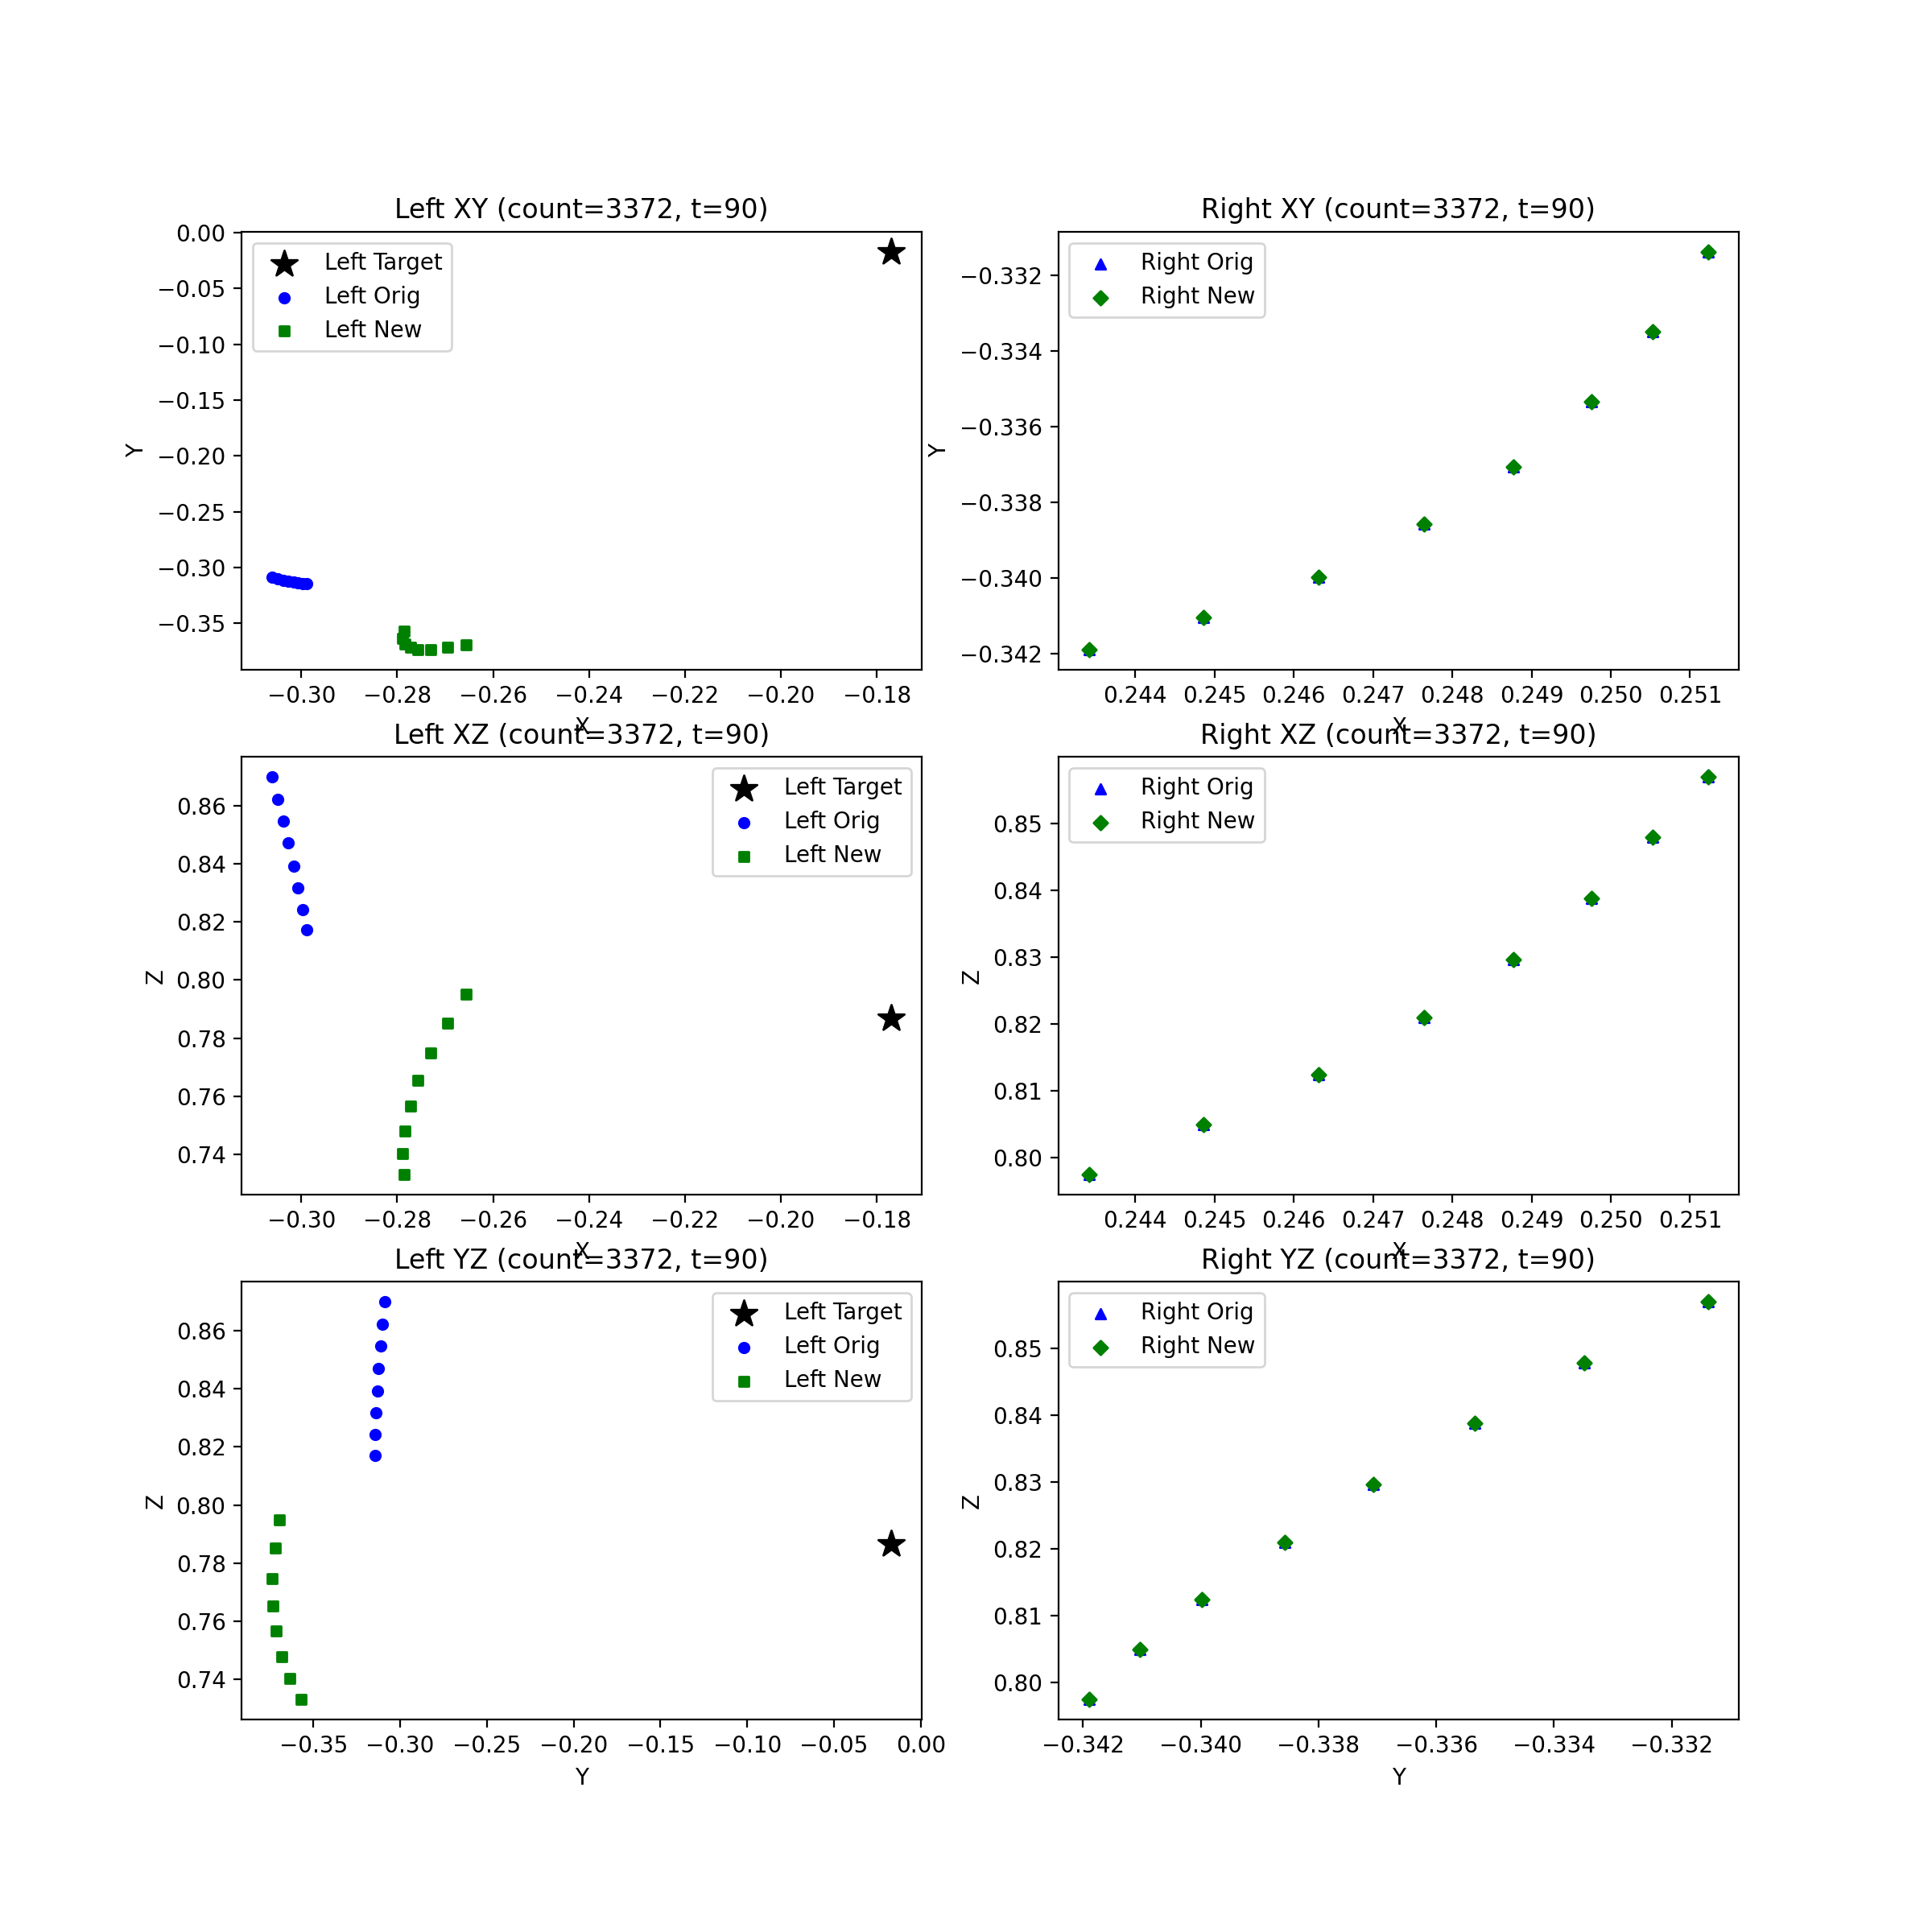 Left XY (count=3372, t=90)
Right XY (count=3372, t=90)
0.00
−0.05
−0.10
−0.15
−0.20
−0.25
−0.30
−0.35
Y
Left Target
Left Orig
Left New
−0.30
−0.28
−0.26
−0.24
−0.22
−0.20
−0.18
X
−0.332
−0.334
−0.336
−0.338
−0.340
−0.342
Y
Right Orig
Right New
0.244
0.245
0.246
0.247
0.248
0.249
0.250
0.251
X
Left XZ (count=3372, t=90)
Right XZ (count=3372, t=90)
0.86
0.84
0.82
0.80
0.78
0.76
0.74
Z
Left Target
Left Orig
Left New
−0.30
−0.28
−0.26
−0.24
−0.22
−0.20
−0.18
X
0.85
0.84
0.83
0.82
0.81
0.80
Z
Right Orig
Right New
0.244
0.245
0.246
0.247
0.248
0.249
0.250
0.251
X
Left YZ (count=3372, t=90)
Right YZ (count=3372, t=90)
0.86
0.84
0.82
0.80
0.78
0.76
0.74
Z
Left Target
Left Orig
Left New
−0.35
−0.30
−0.25
−0.20
−0.15
−0.10
−0.05
0.00
Y
0.85
0.84
0.83
0.82
0.81
0.80
Z
Right Orig
Right New
−0.342
−0.340
−0.338
−0.336
−0.334
−0.332
Y